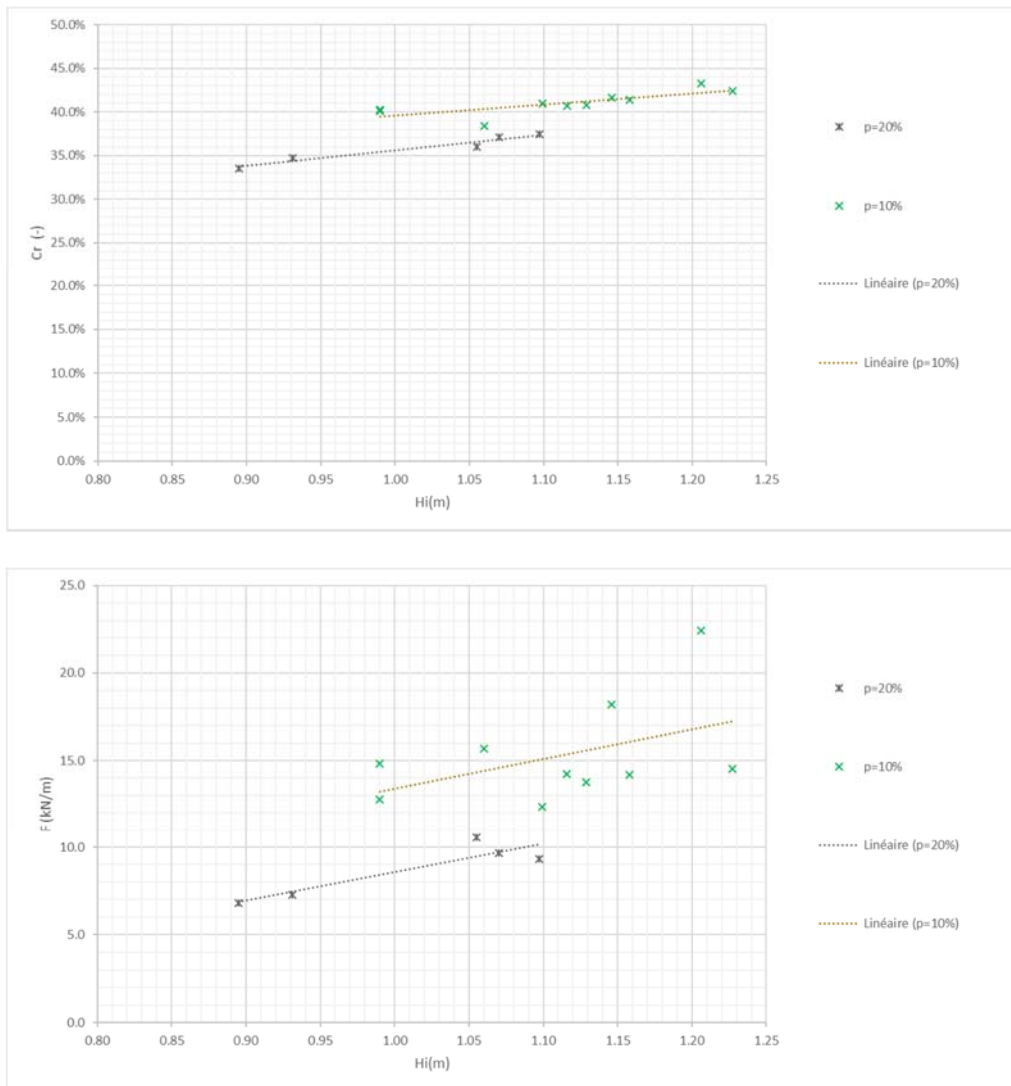 50.0%
45.0%
40.0%
35.0%
30.0%
25.0%
20.0%
15.0%
10.0%
5.0%
0.0%
Cr (-)
0.80 0.90 0.95 1.00 1.05 1.10 1.15 1.20 1.25
Hi(m)
p=20%
p=10%
Linéaire (p=20%)
Linéaire (p=10%)
25.0
20.0
15.0
10.0
5.0
0.0
F (kN/m)
0.80 0.90 0.95 1.00 1.05 1.10 1.15 1.20 1.25
Hi(m)
p=20%
p=10%
Linéaire (p=20%)
Linéaire (p=10%)